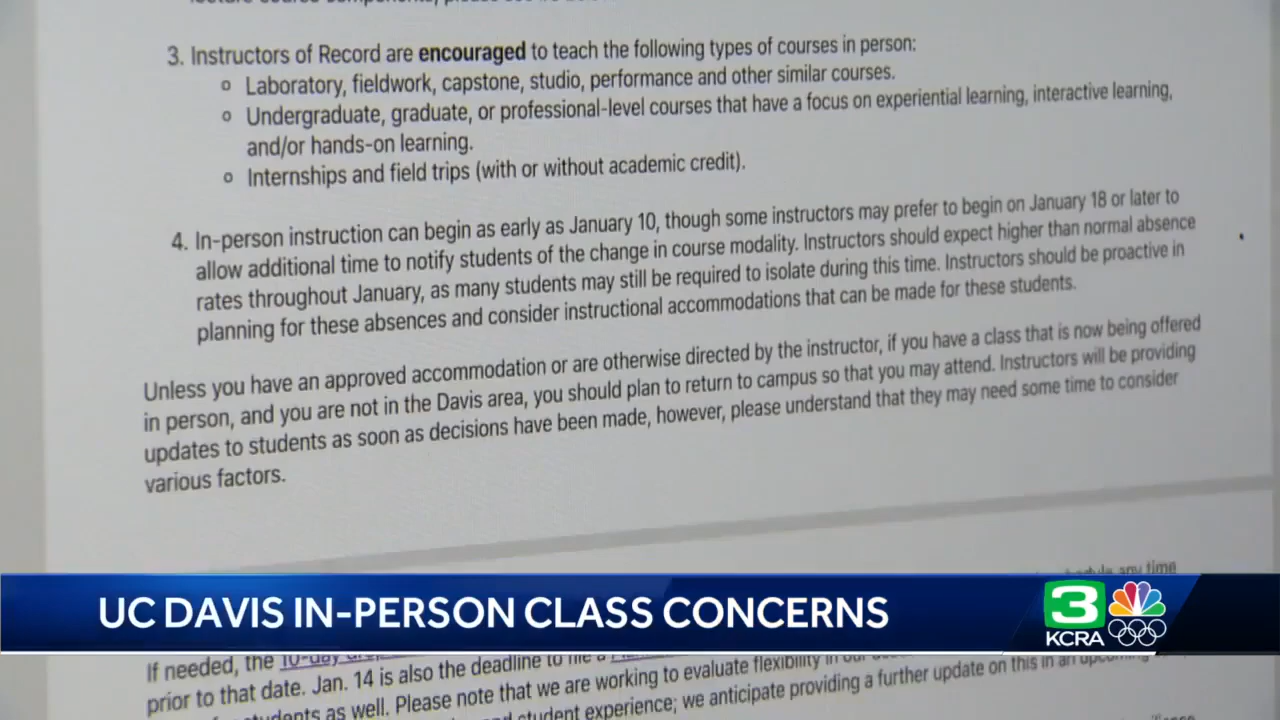 3. Instructors of Record are encouraged to teach the following types of courses in person:
o Laboratory, fieldwork, capstone, studio, performance and other similar courses.
o Undergraduate, graduate, or professional-level courses that have a focus on experiential learning, interactive learning,
and/or hands-on learning.
o Internships and field trips (with or without academic credit).
4. In-person instruction can begin as early as January 10, though some instructors may prefer to begin on January 18 or later to
allow additional time to notify students of the change in course modality. Instructors should expect higher than normal absence
rates throughout January, as many students may still be required to isolate during this time. Instructors should be proactive in
planning for these absences and consider instructional accommodations that can be made for these students.
Unless you have an approved accommodation or are otherwise directed by the instructor, if you have a class that is now being offered
in person, and you are not in the Davis area, you should plan to return to campus so that you may attend. Instructors will be providing
updates to students as soon as decisions have been made, however, please understand that they may need some time to consider
various factors.
any time
UC DAVIS IN-PERSON CLASS CONCERNS
3
KCRA
If needed, the 10-day
prior to that date. Jan. 14 is also the deadline to file a
students as well. Please note that we are working to evaluate flexibility in our
student experience; we anticipate providing a further update on this in an